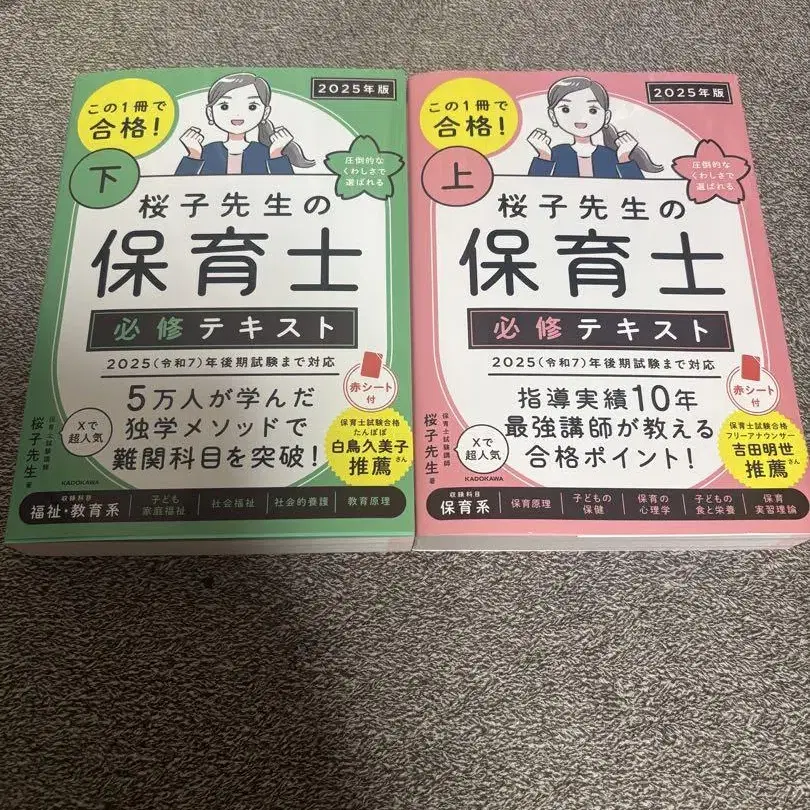 この1冊で
合格!
2025年版
下
圧倒的な
くわしさで
選ばれる
桜子先生の
保育士
必修テキスト
2025(令和7)年後期試験まで対応
赤シート
付
5万人が学んだ
独学メソッドで
難関科目を突破!
Xで
超人気
保育士試験講師
桜子先生 著
保育士試験合格
たんぽぽ
白鳥久美子さん
推薦
KADOKAWA
収録科目
福祉・教育系
子ども
家庭福祉
社会福祉
社会的養護
教育原理
この1冊で
合格!
2025年版
上
圧倒的な
くわしさで
選ばれる
桜子先生の
保育士
必修テキスト
2025(令和7)年後期試験まで対応
赤シート
付
指導実績10年
最強講師が教える
合格ポイント!
Xで
超人気
保育士試験講師
桜子先生 著
保育士試験合格
フリーアナウンサー
吉田明世さん
推薦
KADOKAWA
収録科目
保育系
保育原理
子どもの
保健
保育の
心理学
子どもの
食と栄養
保育
実習理論